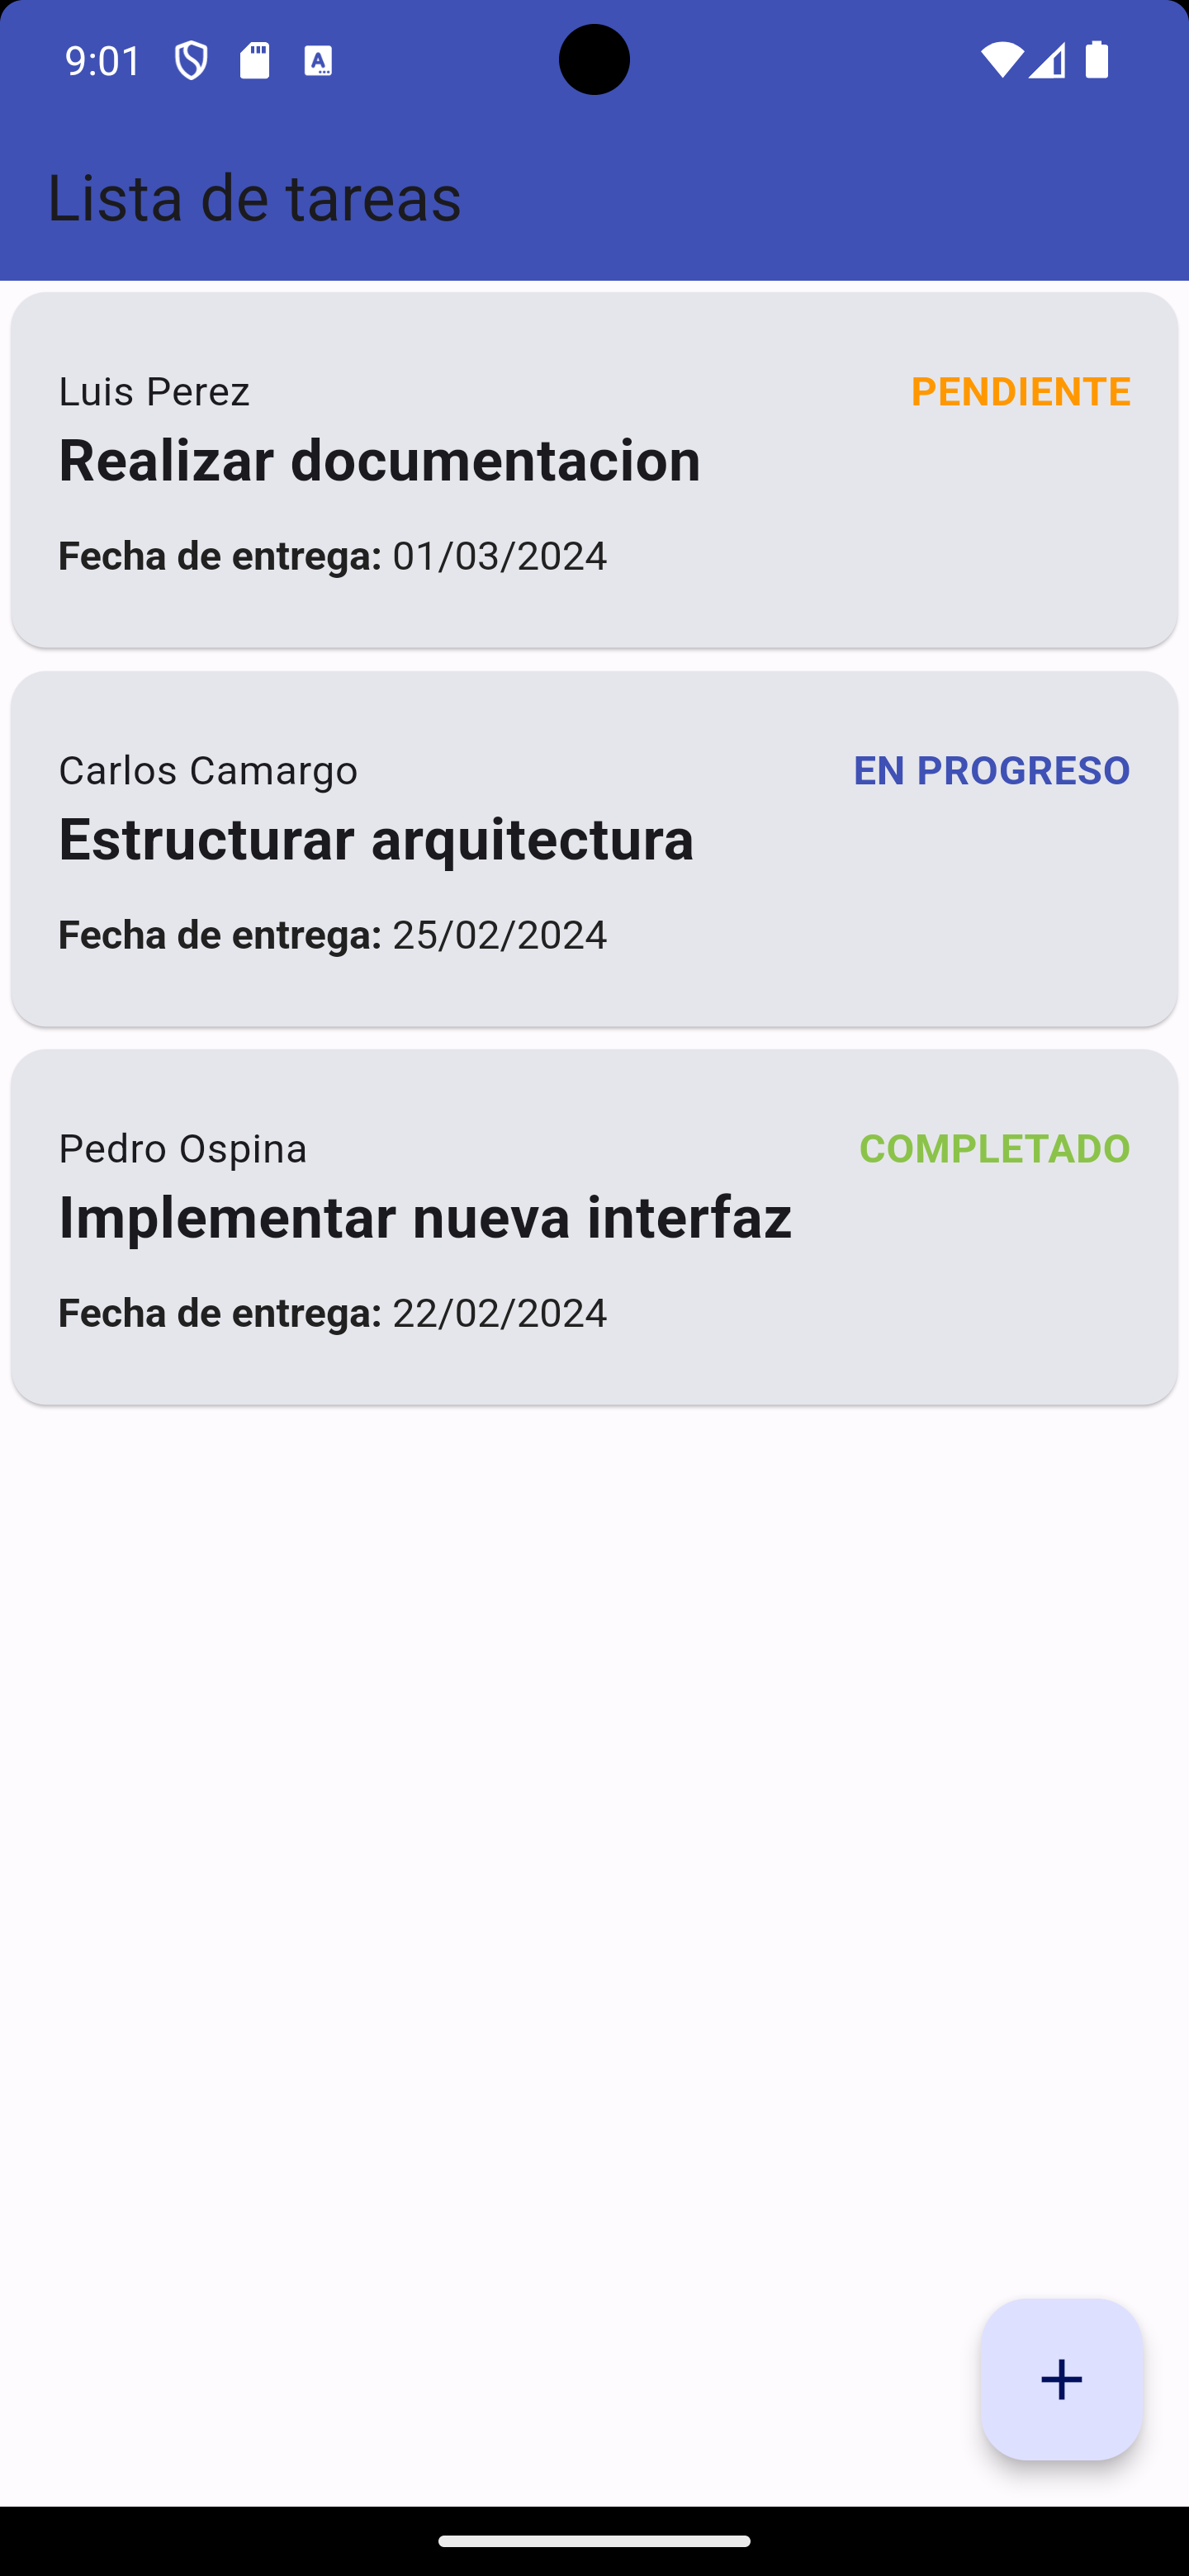 9:01
Lista de tareas
Luis Perez PENDIENTE
Realizar documentacion
Fecha de entrega: 01/03/2024
Carlos Camargo EN PROGRESO
Estructurar arquitectura
Fecha de entrega: 25/02/2024
Pedro Ospina COMPLETADO
Implementar nueva interfaz
Fecha de entrega: 22/02/2024